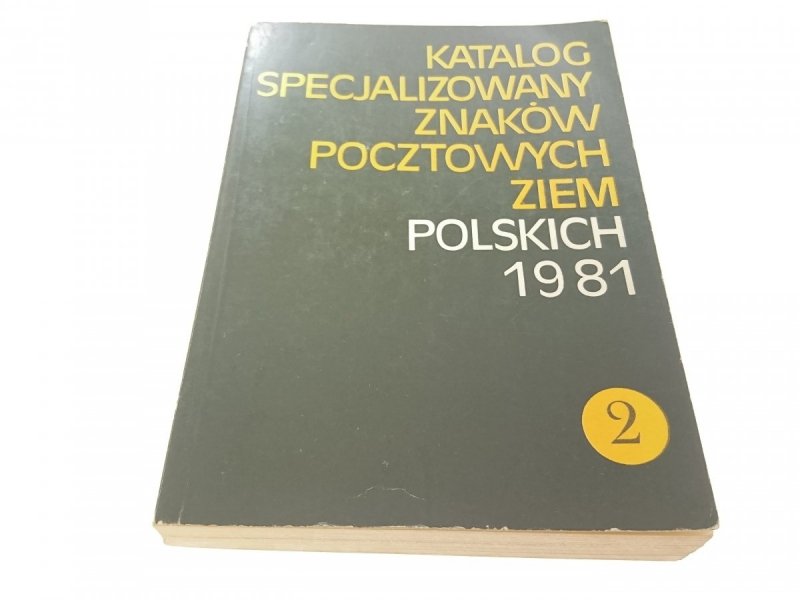 KATALOG
SPECJALIZOWANY
ZNAKÓW
POCZTOWYCH
ZIEM
POLSKICH
1981
2